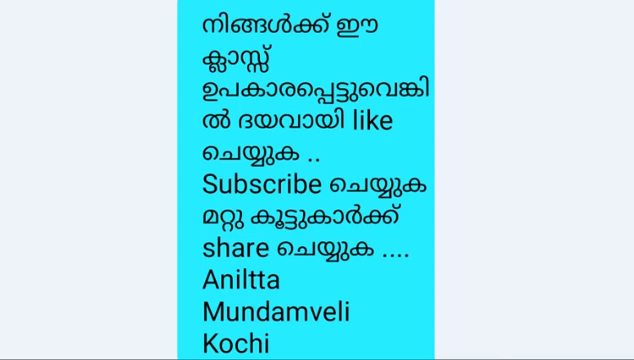 നിങ്ങൾക്ക് ഈ
ക്ലാസ്സ്
ഉപകാരപ്പെട്ടുവെങ്കി
ൽ ദയവായി like
ചെയ്യുക ..
Subscribe ചെയ്യുക
മറ്റു കൂട്ടുകാർക്ക്
share ചെയ്യുക ....
Aniltta
Mundamveli
Kochi